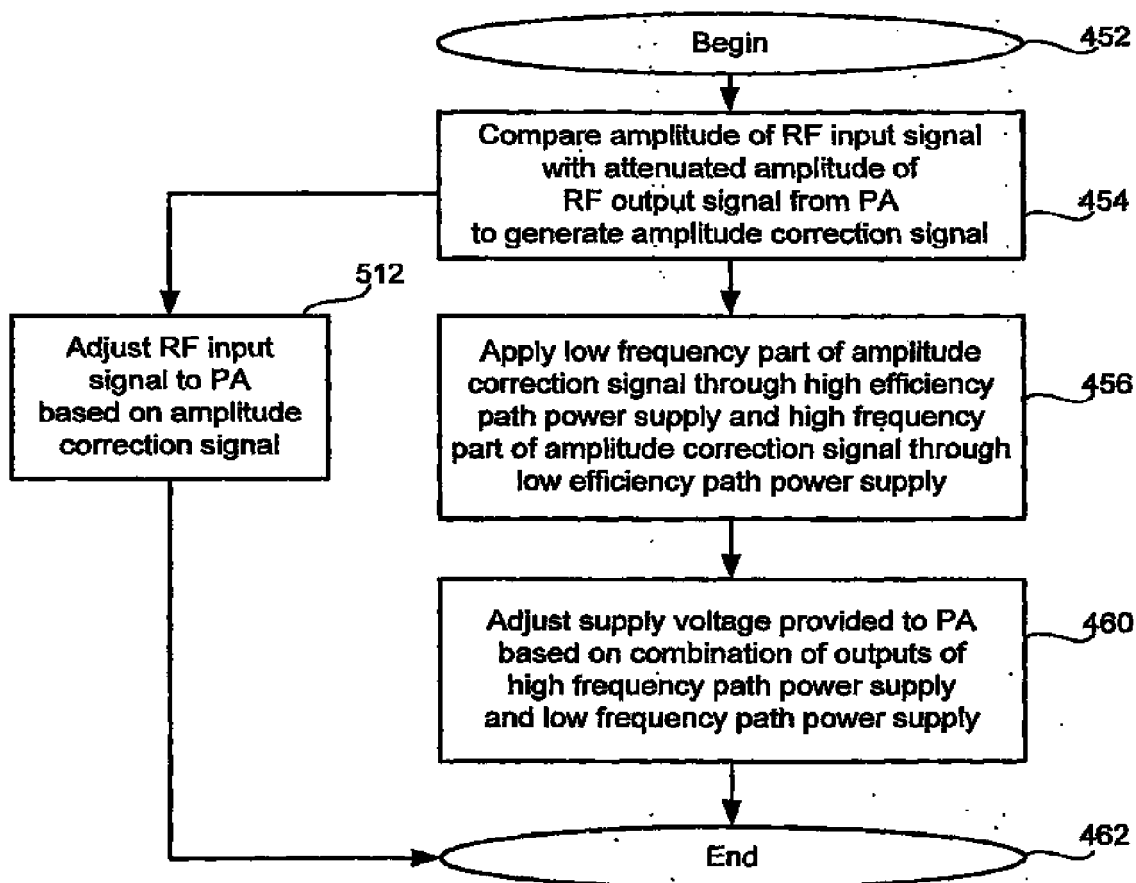 Begin
452
Compare amplitude of RF input signal
with attenuated amplitude of
RF output signal from PA
to generate amplitude correction signal
454
512
Adjust RF input
signal to PA
based on amplitude
correction signal
Apply low frequency part of amplitude
correction signal through high efficiency
path power supply and high frequency
part of amplitude correction signal through
low efficiency path power supply
456
Adjust supply voltage provided to PA
based on combination of outputs of
high frequency path power supply
and low frequency path power supply
460
End
462